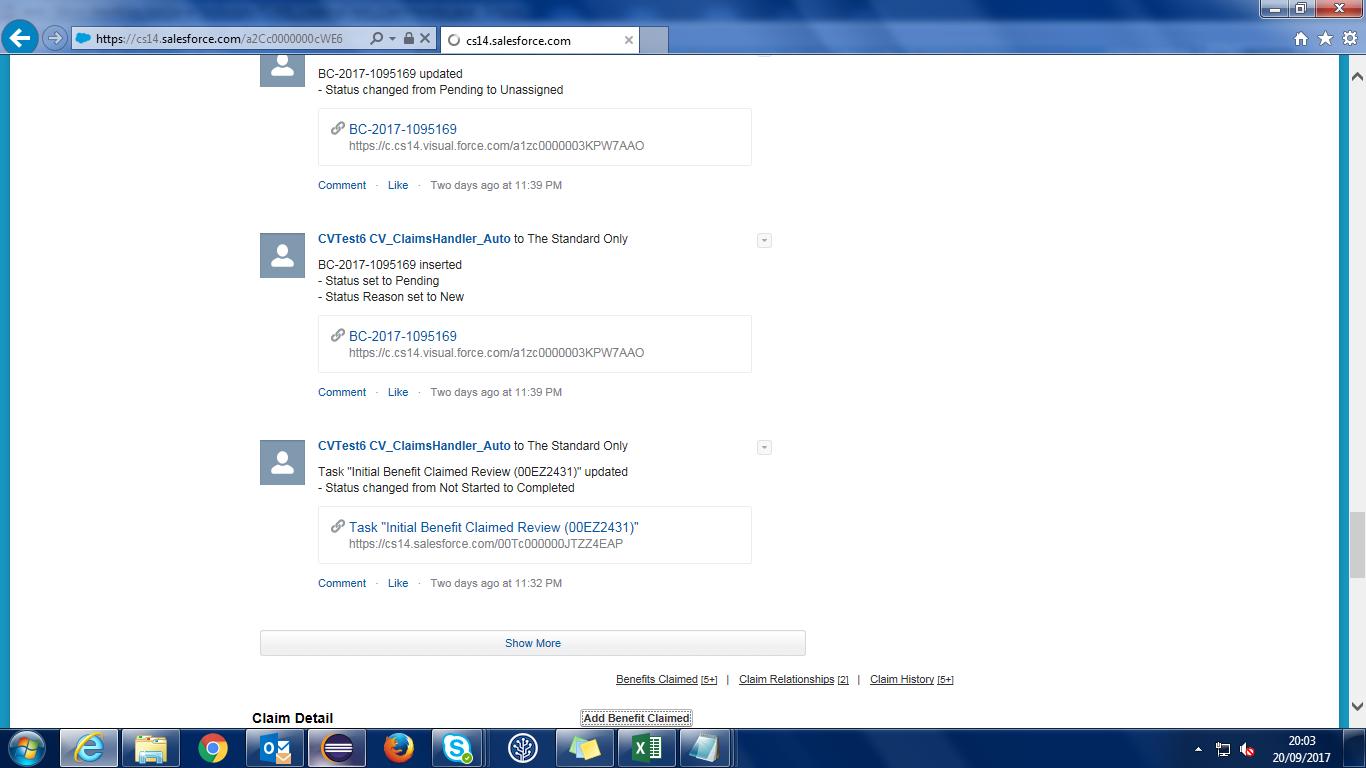 https://cs14.salesforce.com/a2Cc0000000cWE6
cs14.salesforce.com
BC-2017-1095169 updated
- Status changed from Pending to Unassigned
BC-2017-1095169
https://c.cs14.visual.force.com/a1zc0000003KPW7AAO
Comment · Like · Two days ago at 11:39 PM
CVTest6 CV_ClaimsHandler_Auto to The Standard Only
BC-2017-1095169 inserted
- Status set to Pending
- Status Reason set to New
BC-2017-1095169
https://c.cs14.visual.force.com/a1zc0000003KPW7AAO
Comment · Like · Two days ago at 11:39 PM
CVTest6 CV_ClaimsHandler_Auto to The Standard Only
Task "Initial Benefit Claimed Review (00EZ2431)" updated
- Status changed from Not Started to Completed
Task "Initial Benefit Claimed Review (00EZ2431)"
https://cs14.salesforce.com/00Tc000000JTZZ4EAP
Comment · Like · Two days ago at 11:32 PM
Show More
Benefits Claimed [5+] | Claim Relationships [2] | Claim History [5+]
Claim Detail
Add Benefit Claimed
20:03
20/09/2017